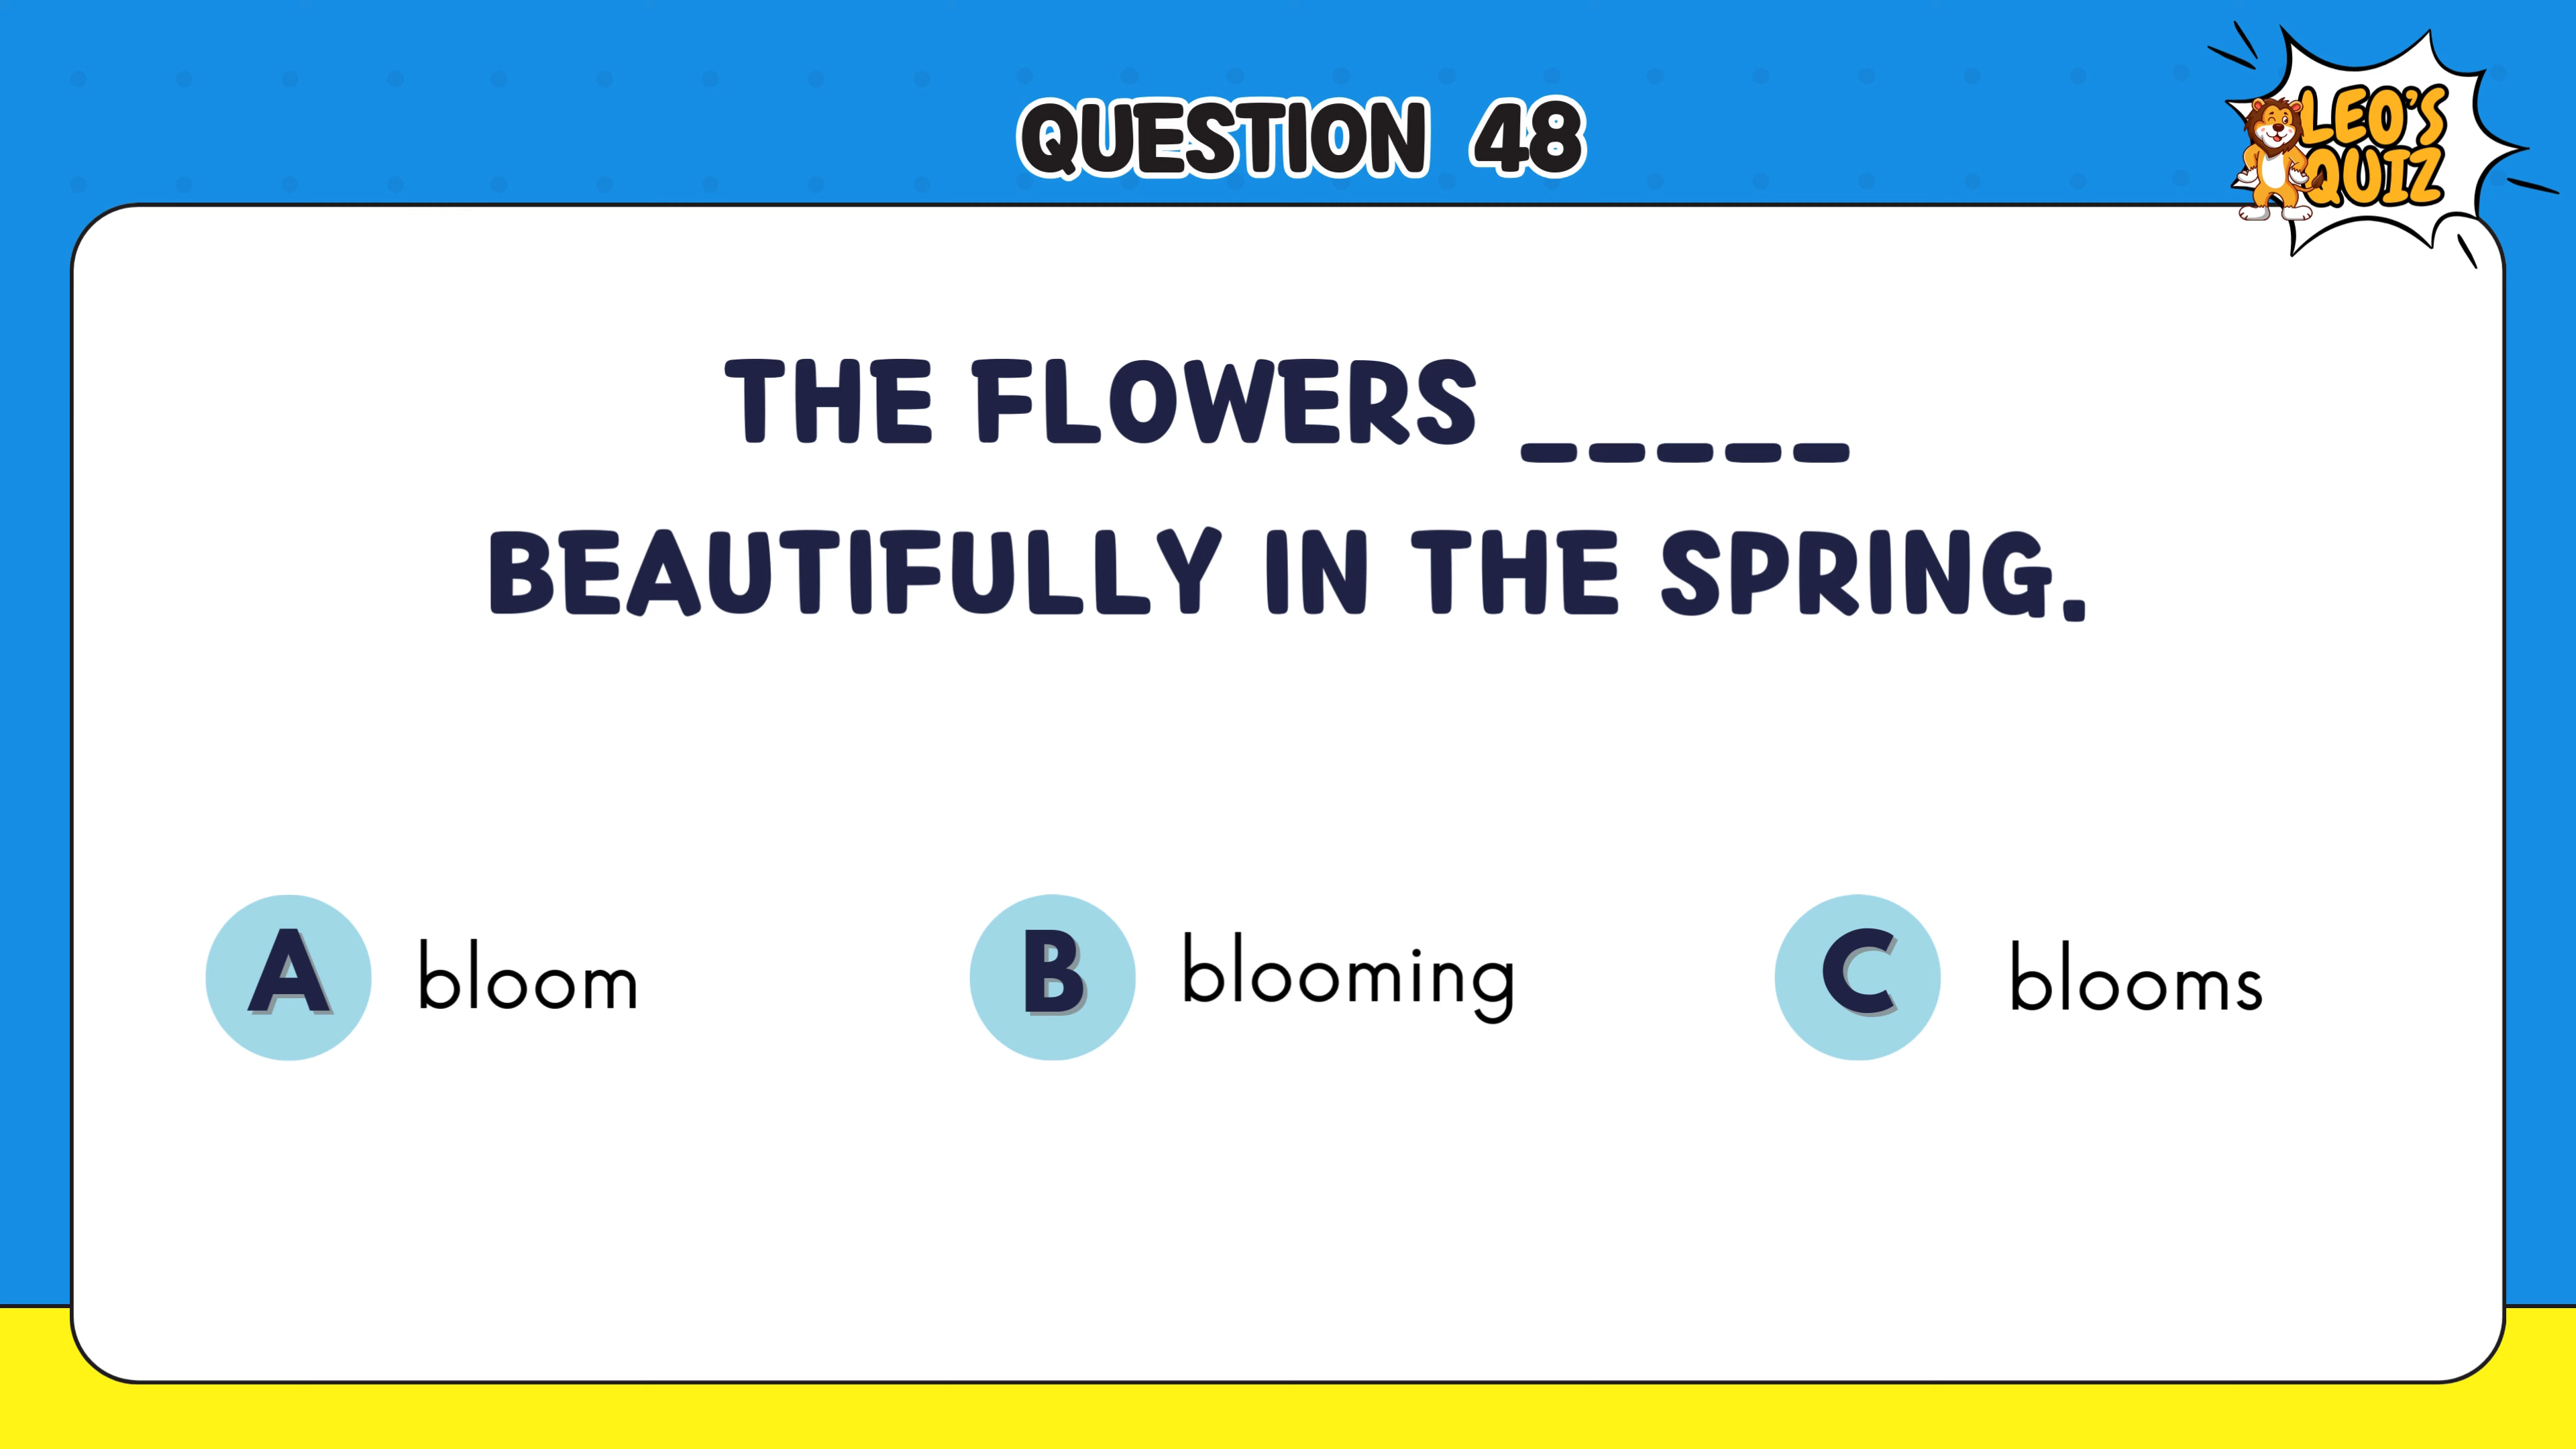 QUESTION 48
LEO'S
QUIZ
THE FLOWERS _____
BEAUTIFULLY IN THE SPRING.
A bloom
B blooming
C blooms